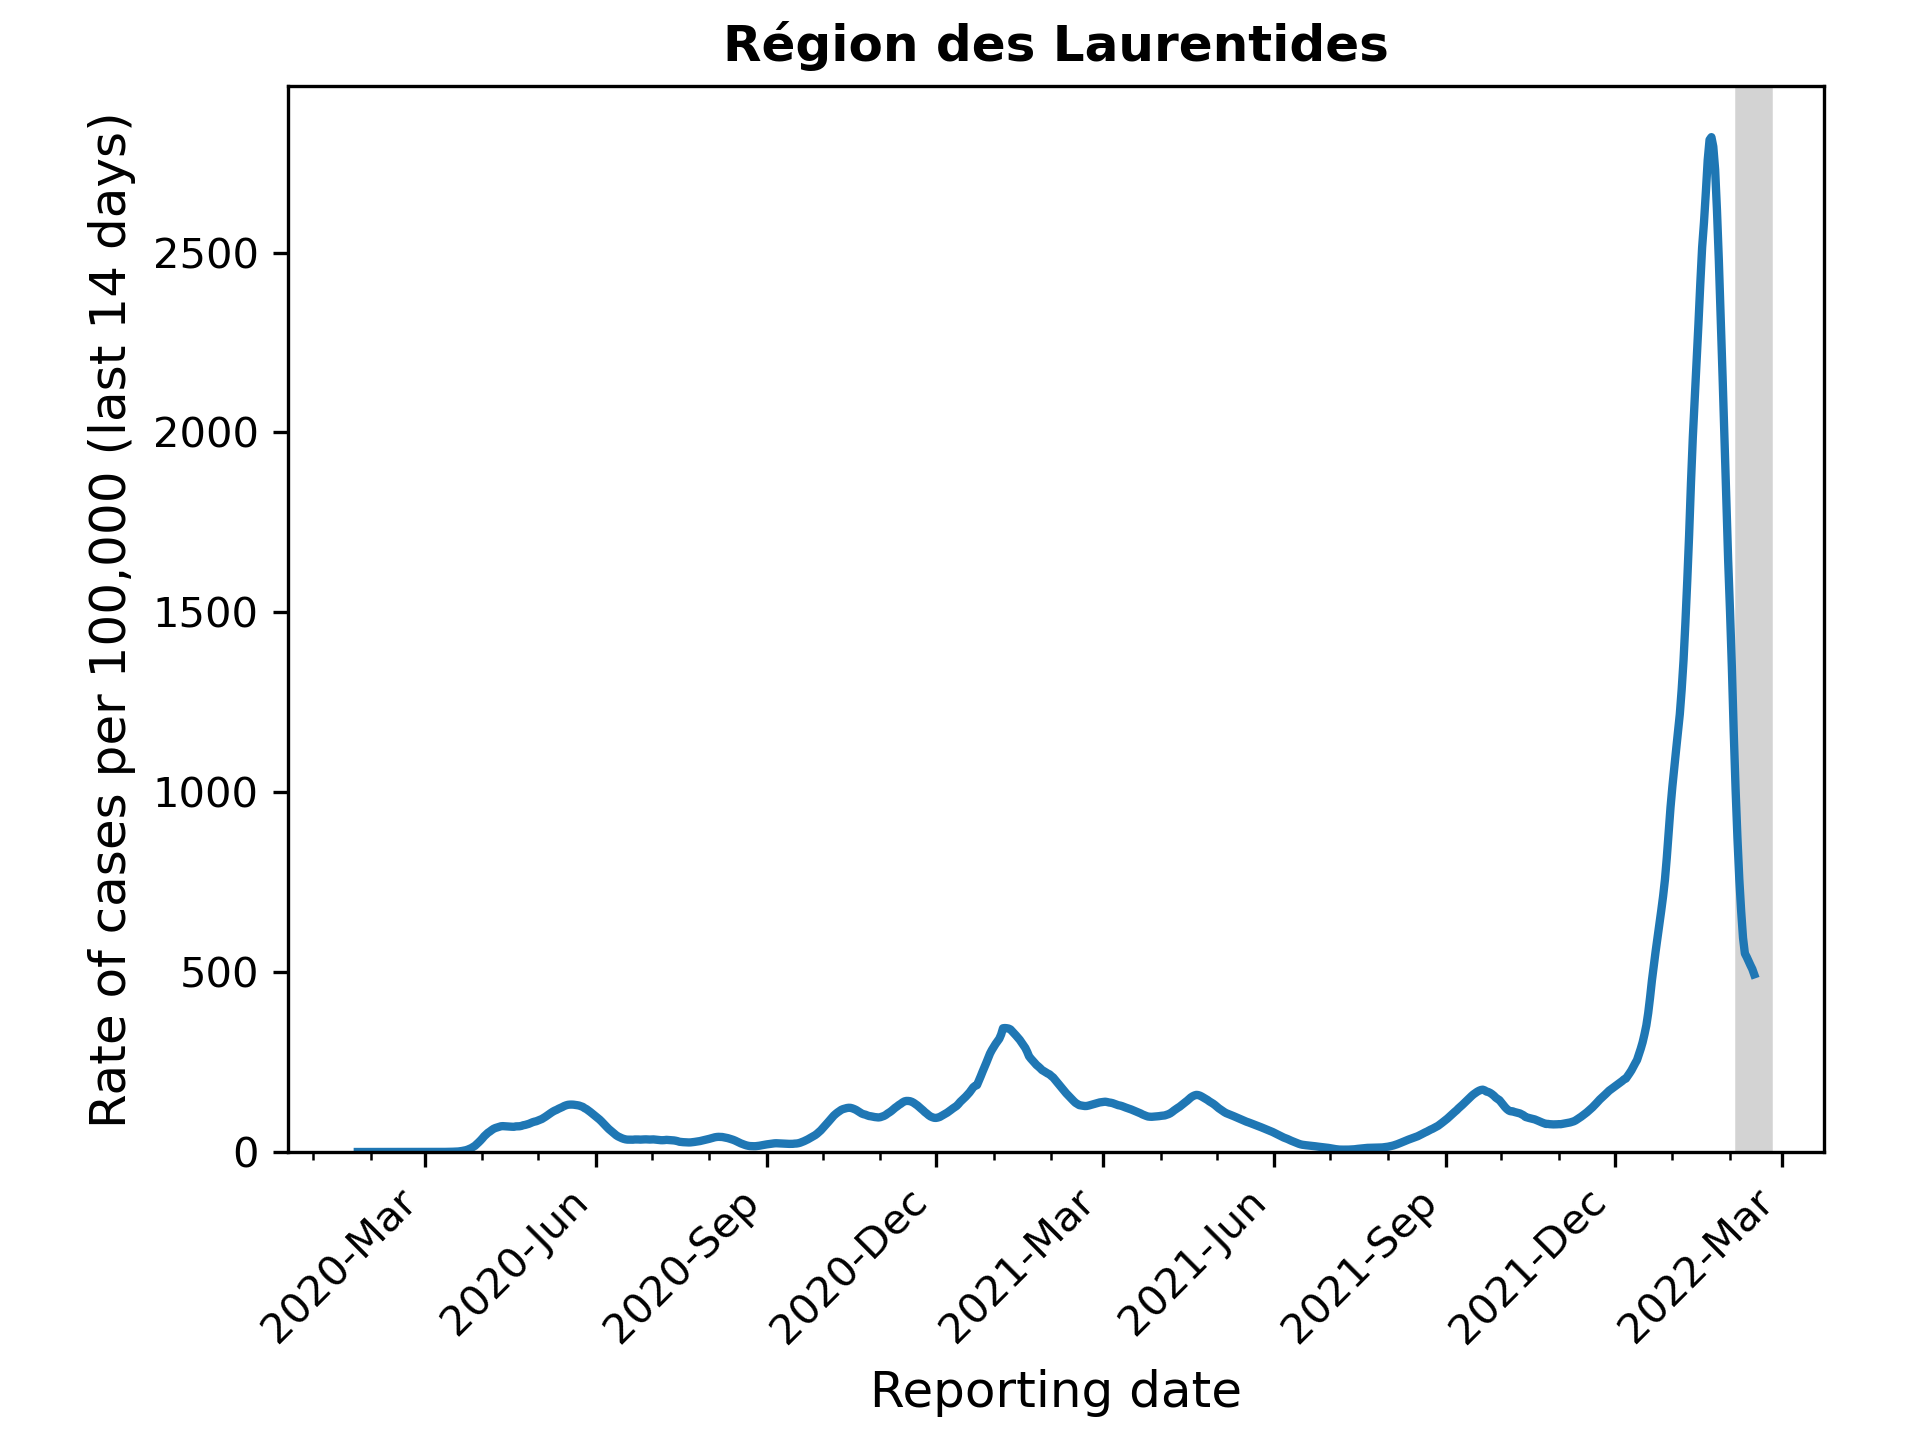 Région des Laurentides
Rate of cases per 100,000 (last 14 days)
2500
2000
1500
1000
500
0
2020-Mar
2020-Jun
2020-Sep
2020-Dec
2021-Mar
2021-Jun
2021-Sep
2021-Dec
2022-Mar
Reporting date